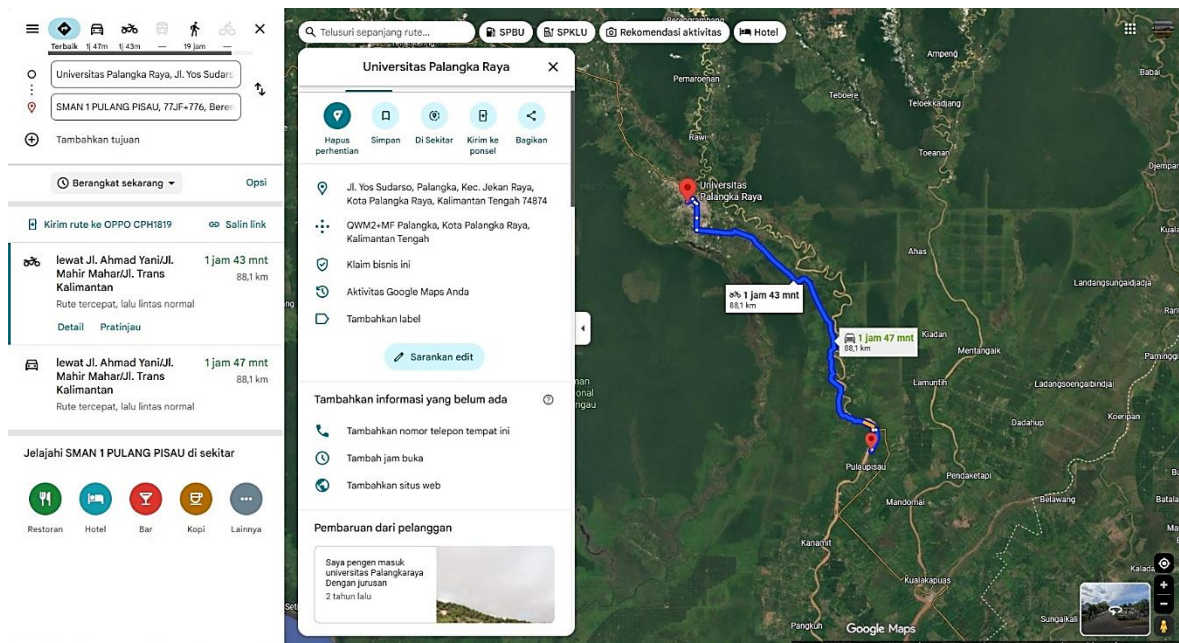 Terbaik 1j 47m 1j 43m — 19 jam —
Universitas Palangka Raya, Jl. Yos Sudars
SMAN 1 PULANG PISAU, 77JF+776, Beren
Tambahkan tujuan
Berangkat sekarang
Opsi
Kirim rute ke OPPO CPH1819
Salin link
lewat Jl. Ahmad Yani/Jl. Mahir Mahar/Jl. Trans Kalimantan
1 jam 43 mnt
88,1 km
Rute tercepat, lalu lintas normal
Detail Pratinjau
lewat Jl. Ahmad Yani/Jl. Mahir Mahar/Jl. Trans Kalimantan
1 jam 47 mnt
88,1 km
Rute tercepat, lalu lintas normal
Jelajahi SMAN 1 PULANG PISAU di sekitar
Restoran Hotel Bar Kopi Lainnya
Telusuri sepanjang rute...
SPBU
SPKLU
Rekomendasi aktivitas
Hotel
Universitas Palangka Raya
Hapus perhentian
Simpan
Di Sekitar
Kirim ke ponsel
Bagikan
Jl. Yos Sudarso, Palangka, Kec. Jekan Raya,
Kota Palangka Raya, Kalimantan Tengah 74874
QWM2+MF Palangka, Kota Palangka Raya,
Kalimantan Tengah
Klaim bisnis ini
Aktivitas Google Maps Anda
Tambahkan label
Sarankan edit
Tambahkan informasi yang belum ada
Tambahkan nomor telepon tempat ini
Tambah jam buka
Tambahkan situs web
Pembaruan dari pelanggan
Saya pengen masuk
universitas Palangkaraya
Dengan jurusan
2 tahun lalu
Ampeng
Babai
Pemaroenan
Teboere
Teloekkadjang
Rawi
Toeanan
Djempar
Universitas
Palangka Raya
Kuala
Ahas
Landangsungaidjadja
1 jam 43 mnt
88,1 km
1 jam 47 mnt
88,1 km
Kiadan
Mentangaik
Paminggi
Lamuntih
Ladangsoengaibindjai
Koeripan
Dadahup
Pulaupisau
Pendaketapi
Mandomai
Belawang
Batala
Kanamit
Kualakapuas
Kalada
Sungaikali
Pangkuh
Google Maps